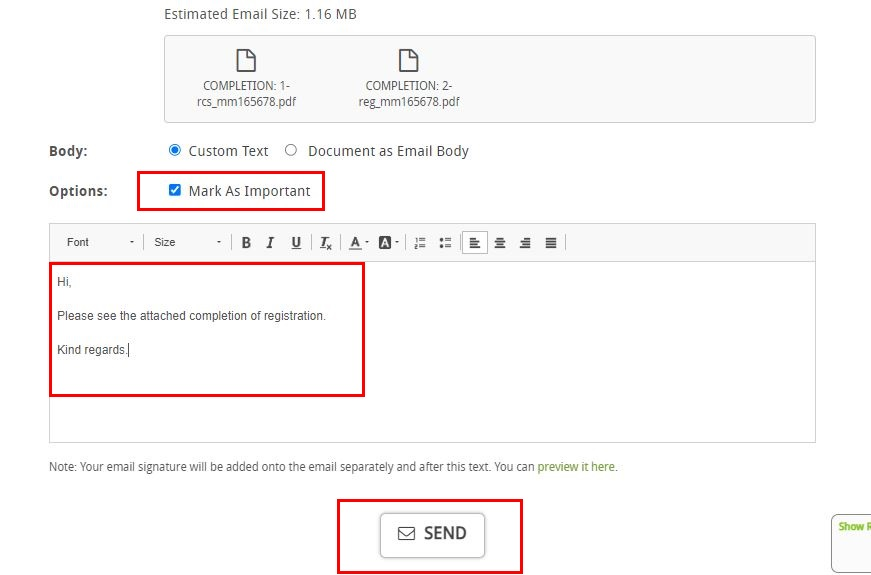 Estimated Email Size: 1.16 MB
COMPLETION: 1-
rcs_mm165678.pdf
COMPLETION: 2-
reg_mm165678.pdf
Body:
Custom Text
Document as Email Body
Options:
Mark As Important
Font
Size
B I U Tx A A
Hi,
Please see the attached completion of registration.
Kind regards.
Note: Your email signature will be added onto the email separately and after this text. You can preview it here.
SEND
Show R